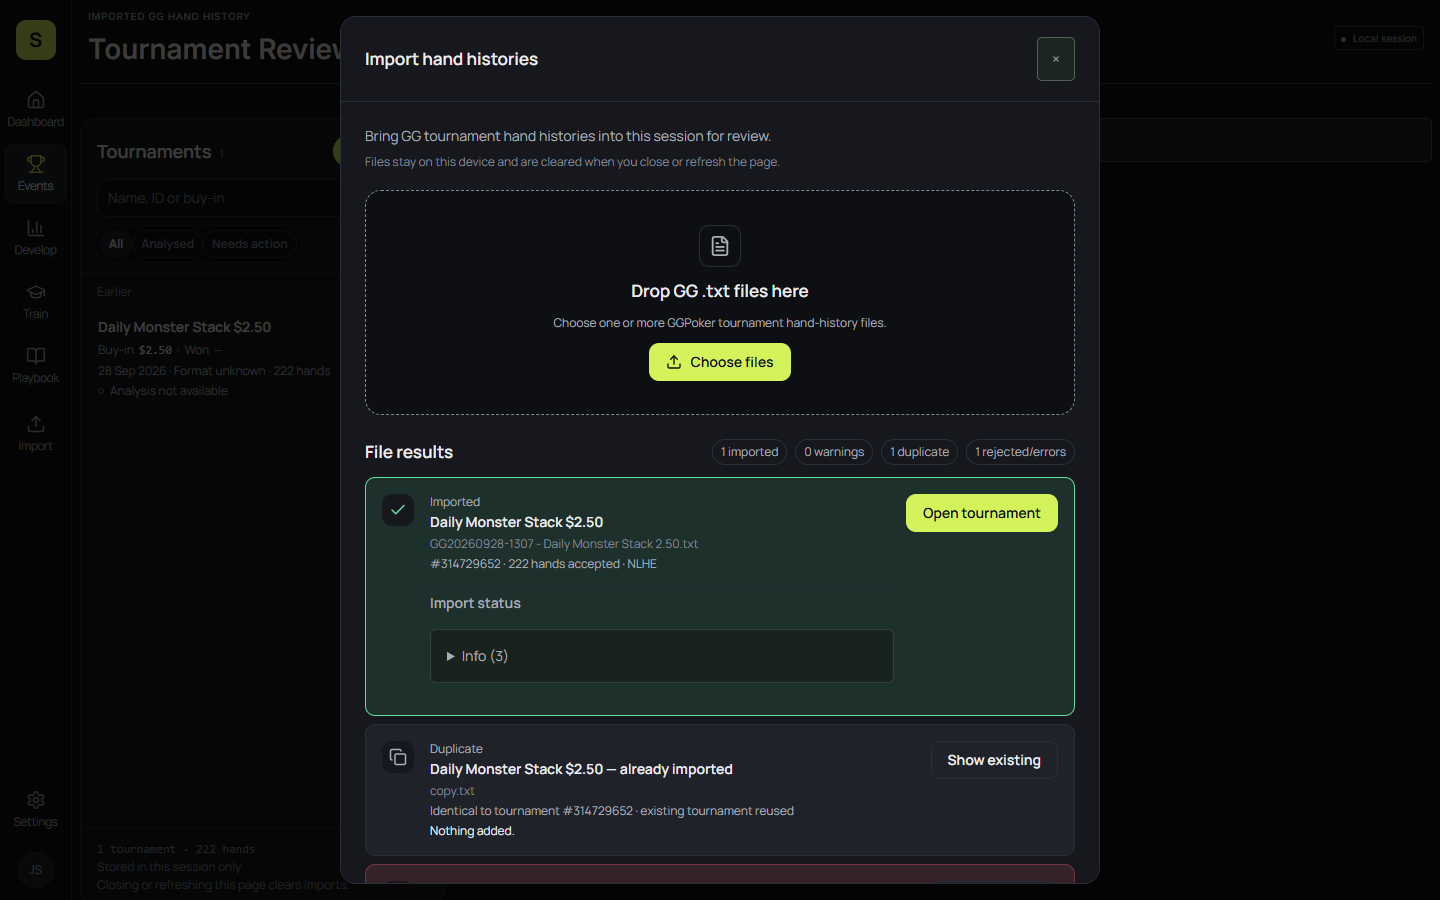 S
Dashboard
Events
Develop
Train
Playbook
Import
Settings
JS
IMPORTED GG HAND HISTORY
Tournament Review
Local session
Tournaments 1
Name, ID or buy-in
All
Analysed
Needs action
Earlier
Daily Monster Stack $2.50
Buy-in $2.50 · Won —
28 Sep 2026 · Format unknown · 222 hands
Analysis not available
1 tournament · 222 hands
Stored in this session only
Closing or refreshing this page clears imports.
Import hand histories
×
Bring GG tournament hand histories into this session for review.
Files stay on this device and are cleared when you close or refresh the page.
Drop GG .txt files here
Choose one or more GGPoker tournament hand-history files.
Choose files
File results
1 imported
0 warnings
1 duplicate
1 rejected/errors
Imported
Daily Monster Stack $2.50
GG20260928-1307 - Daily Monster Stack 2.50.txt
#314729652 · 222 hands accepted · NLHE
Open tournament
Import status
Info (3)
Duplicate
Daily Monster Stack $2.50 — already imported
copy.txt
Identical to tournament #314729652 · existing tournament reused
Nothing added.
Show existing